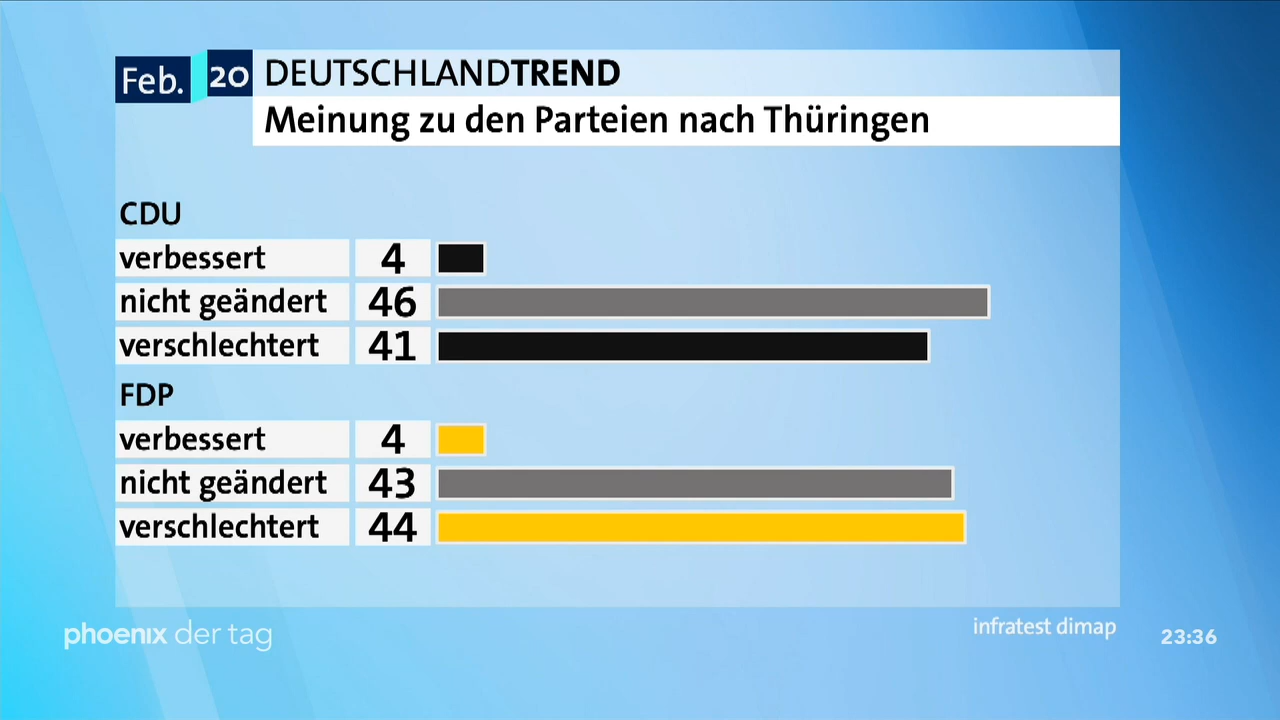 Feb. 20 DEUTSCHLANDTREND
Meinung zu den Parteien nach Thüringen
CDU
verbessert 4
nicht geändert 46
verschlechtert 41
FDP
verbessert 4
nicht geändert 43
verschlechtert 44
infratest dimap
phoenix der tag
23:36